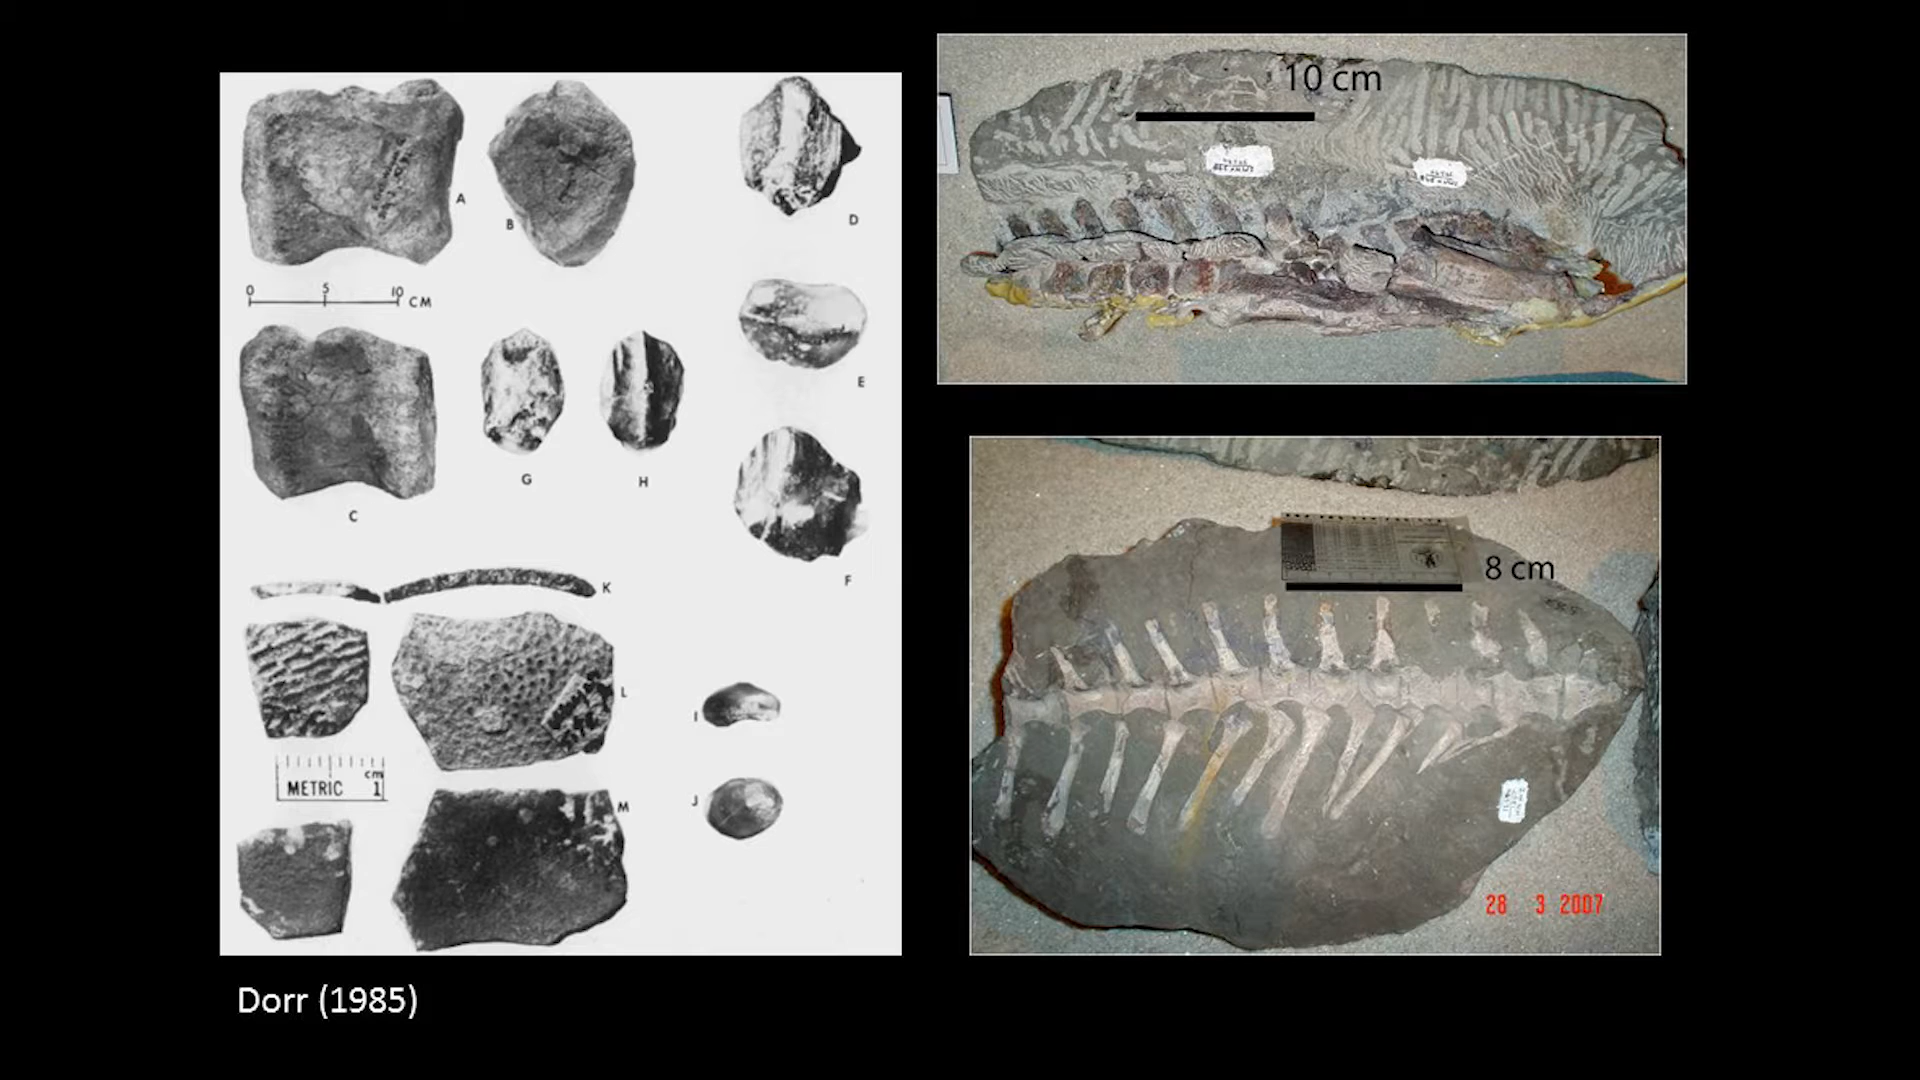 A
B
D
0 5 10 CM
E
C
G
H
F
K
L
I
METRIC cm 1
J
M
Dorr (1985)
10 cm
8 cm
28 3 2007